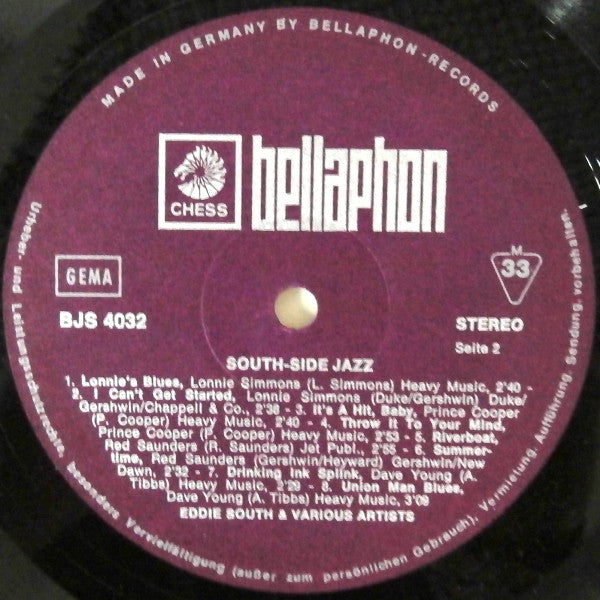 MADE IN GERMANY BY BELLAPHON-RECORDS
CHESS
bellaphon
GEMA
M
33
BJS 4032
STEREO
Seite 2
SOUTH-SIDE JAZZ
1. Lonnie's Blues, Lonnie Simmons (L. Simmons) Heavy Music, 2'40 -
2. I Can't Get Started, Lonnie Simmons (Duke/Gershwin) Duke/
Gershwin/Chappell & Co., 2'38 - 3. It's A Hit, Baby, Prince Cooper
(P. Cooper) Heavy Music, 2'40 - 4. Throw It To Your Mind,
Prince Cooper (P. Cooper) Heavy Music, 2'53 - 5. Riverboat,
Red Saunders (R. Saunders) Jet Publ., 2'55 - 6. Summer-
time, Red Saunders (Gershwin/Heyward) Gershwin/New
Dawn, 2'32 - 7. Drinking Ink Splink, Dave Young (A.
Tibbs) Heavy Music, 2'29 - 8. Union Man Blues,
Dave Young (A. Tibbs) Heavy Music, 3'09
EDDIE SOUTH & VARIOUS ARTISTS
Urheber- und Leistungsschutzrechte, besonders Vervielfältigung (außer zum persönlichen Gebrauch), Vermietung, Aufführung, Sendung, vorbehalten.